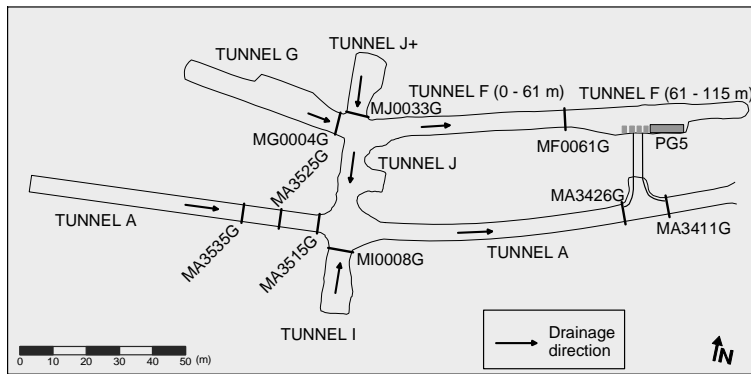 TUNNEL J+
TUNNEL G
TUNNEL F (0 - 61 m)
TUNNEL F (61 - 115 m)
MJ0033G
MG0004G
MF0061G
PG5
MA3525G
TUNNEL J
MA3426G
TUNNEL A
MA3535G
MA3515G
MI0008G
TUNNEL A
MA3411G
TUNNEL I
Drainage
direction
0 10 20 30 40 50 (m)
N